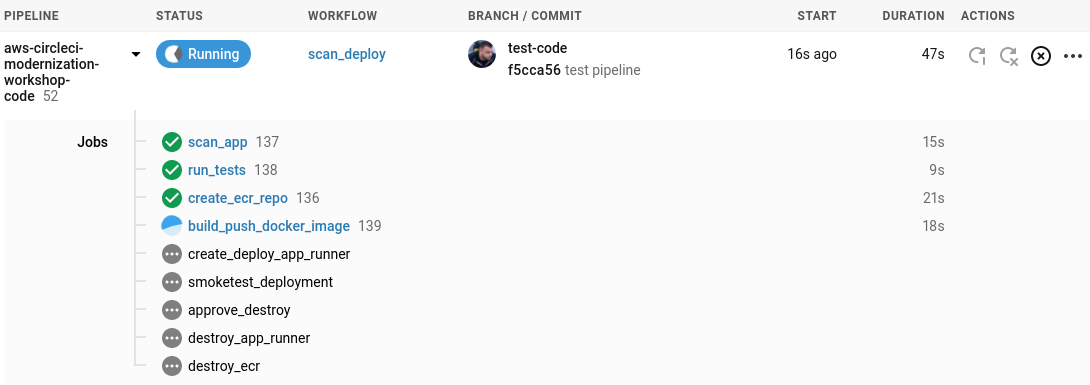 PIPELINE STATUS WORKFLOW BRANCH / COMMIT START DURATION ACTIONS
aws-circleci-
modernization-
workshop-
code 52
Running
scan_deploy
test-code
f5cca56 test pipeline
16s ago
47s
Jobs
scan_app 137 15s
run_tests 138 9s
create_ecr_repo 136 21s
build_push_docker_image 139 18s
create_deploy_app_runner
smoketest_deployment
approve_destroy
destroy_app_runner
destroy_ecr